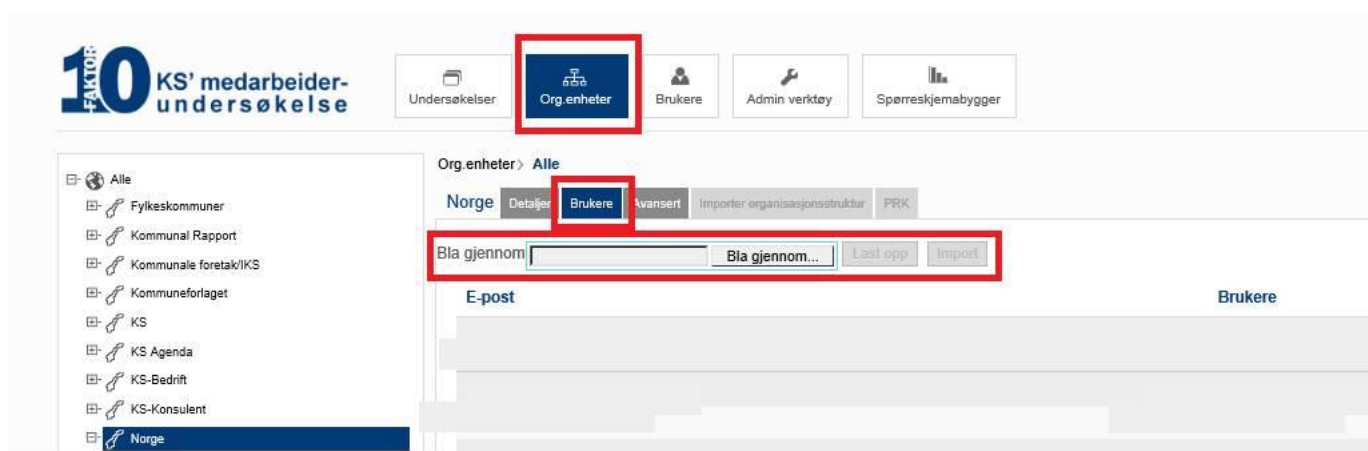 10 FAKTOR
KS' medarbeider-
undersøkelse
Undersøkelser
Org.enheter
Brukere
Admin verktøy
Spørreskjemabygger
Alle
Fylkeskommuner
Kommunal Rapport
Kommunale foretak/IKS
Kommuneforlaget
KS
KS Agenda
KS-Bedrift
KS-Konsulent
Norge
Org.enheter> Alle
Norge Detaljer Brukere Avansert Importer organisasjonsstruktur PRK
Bla gjennom Bla gjennom... Last opp Import
E-post Brukere